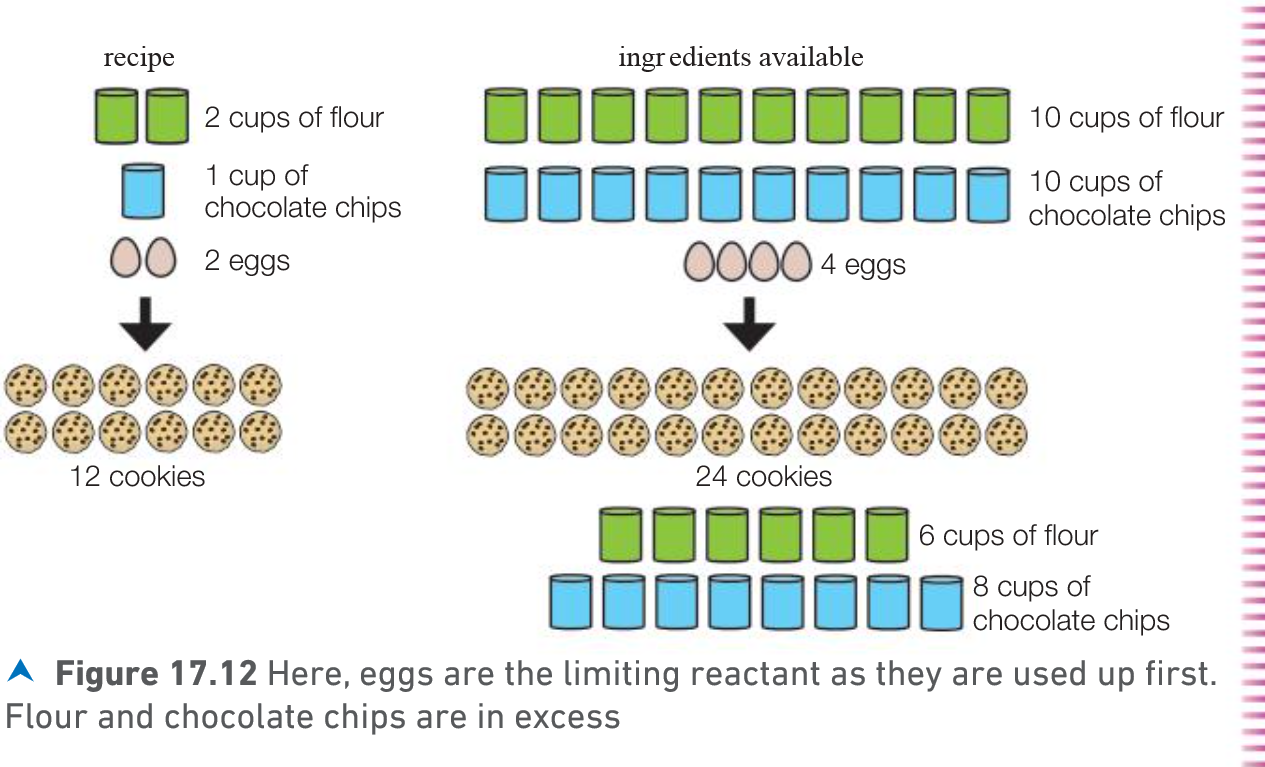 recipe
2 cups of flour
1 cup of
chocolate chips
2 eggs
12 cookies
ingr edients available
10 cups of flour
10 cups of
chocolate chips
4 eggs
24 cookies
6 cups of flour
8 cups of
chocolate chips
Figure 17.12 Here, eggs are the limiting reactant as they are used up first.
Flour and chocolate chips are in excess